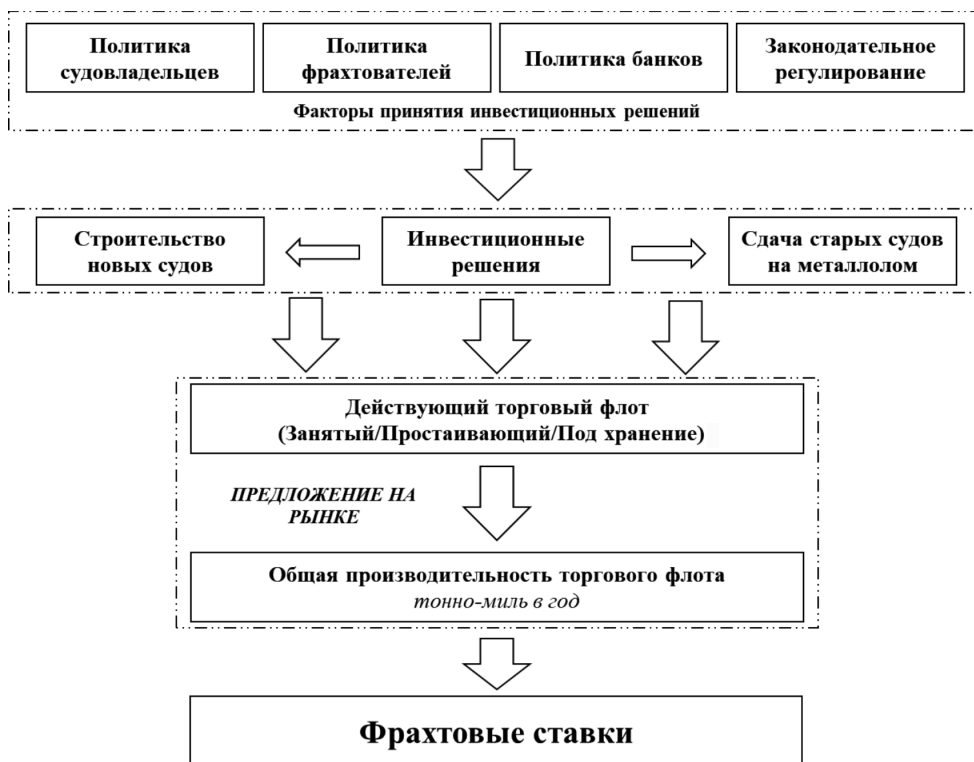 Политика
судовладельцев
Политика
фрахтователей
Политика банков
Законодательное
регулирование
Факторы принятия инвестиционных решений
Строительство
новых судов
Инвестиционные
решения
Сдача старых судов
на металлолом
Действующий торговый флот
(Занятый/Простаивающий/Под хранение)
ПРЕДЛОЖЕНИЕ НА
РЫНКЕ
Общая производительность торгового флота
тонно-миль в год
Фрахтовые ставки